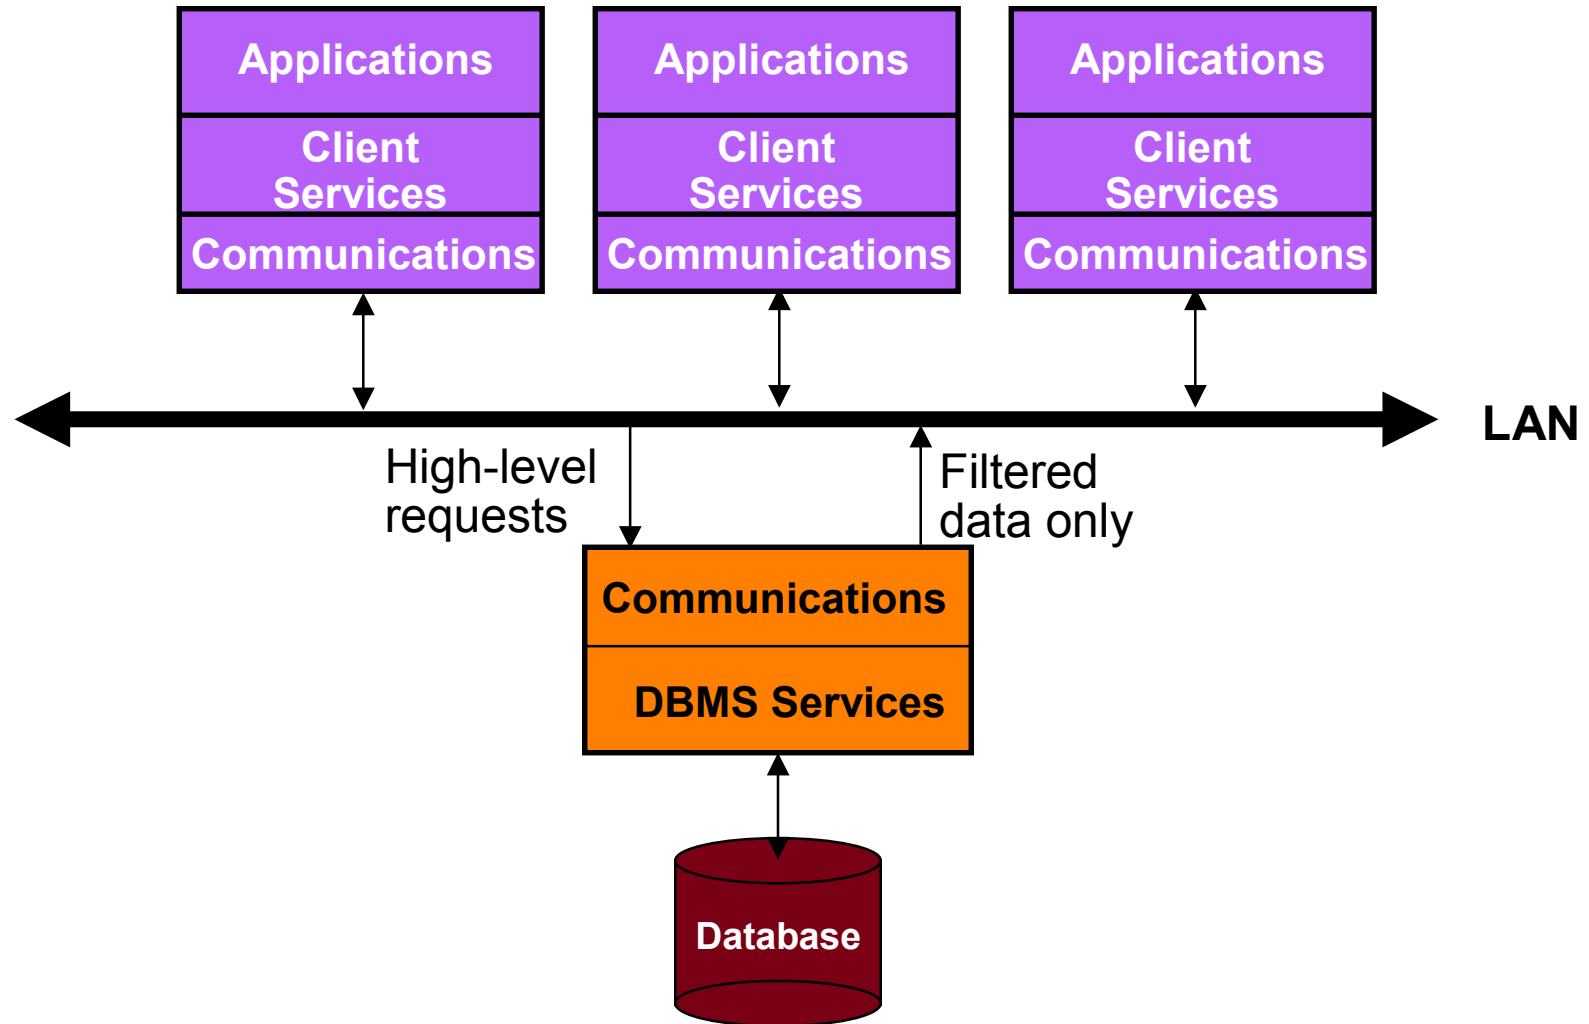 Applications
Applications
Applications
Client
Services
Client
Services
Client
Services
Communications
Communications
Communications
LAN
High-level
requests
Filtered
data only
Communications
DBMS Services
Database